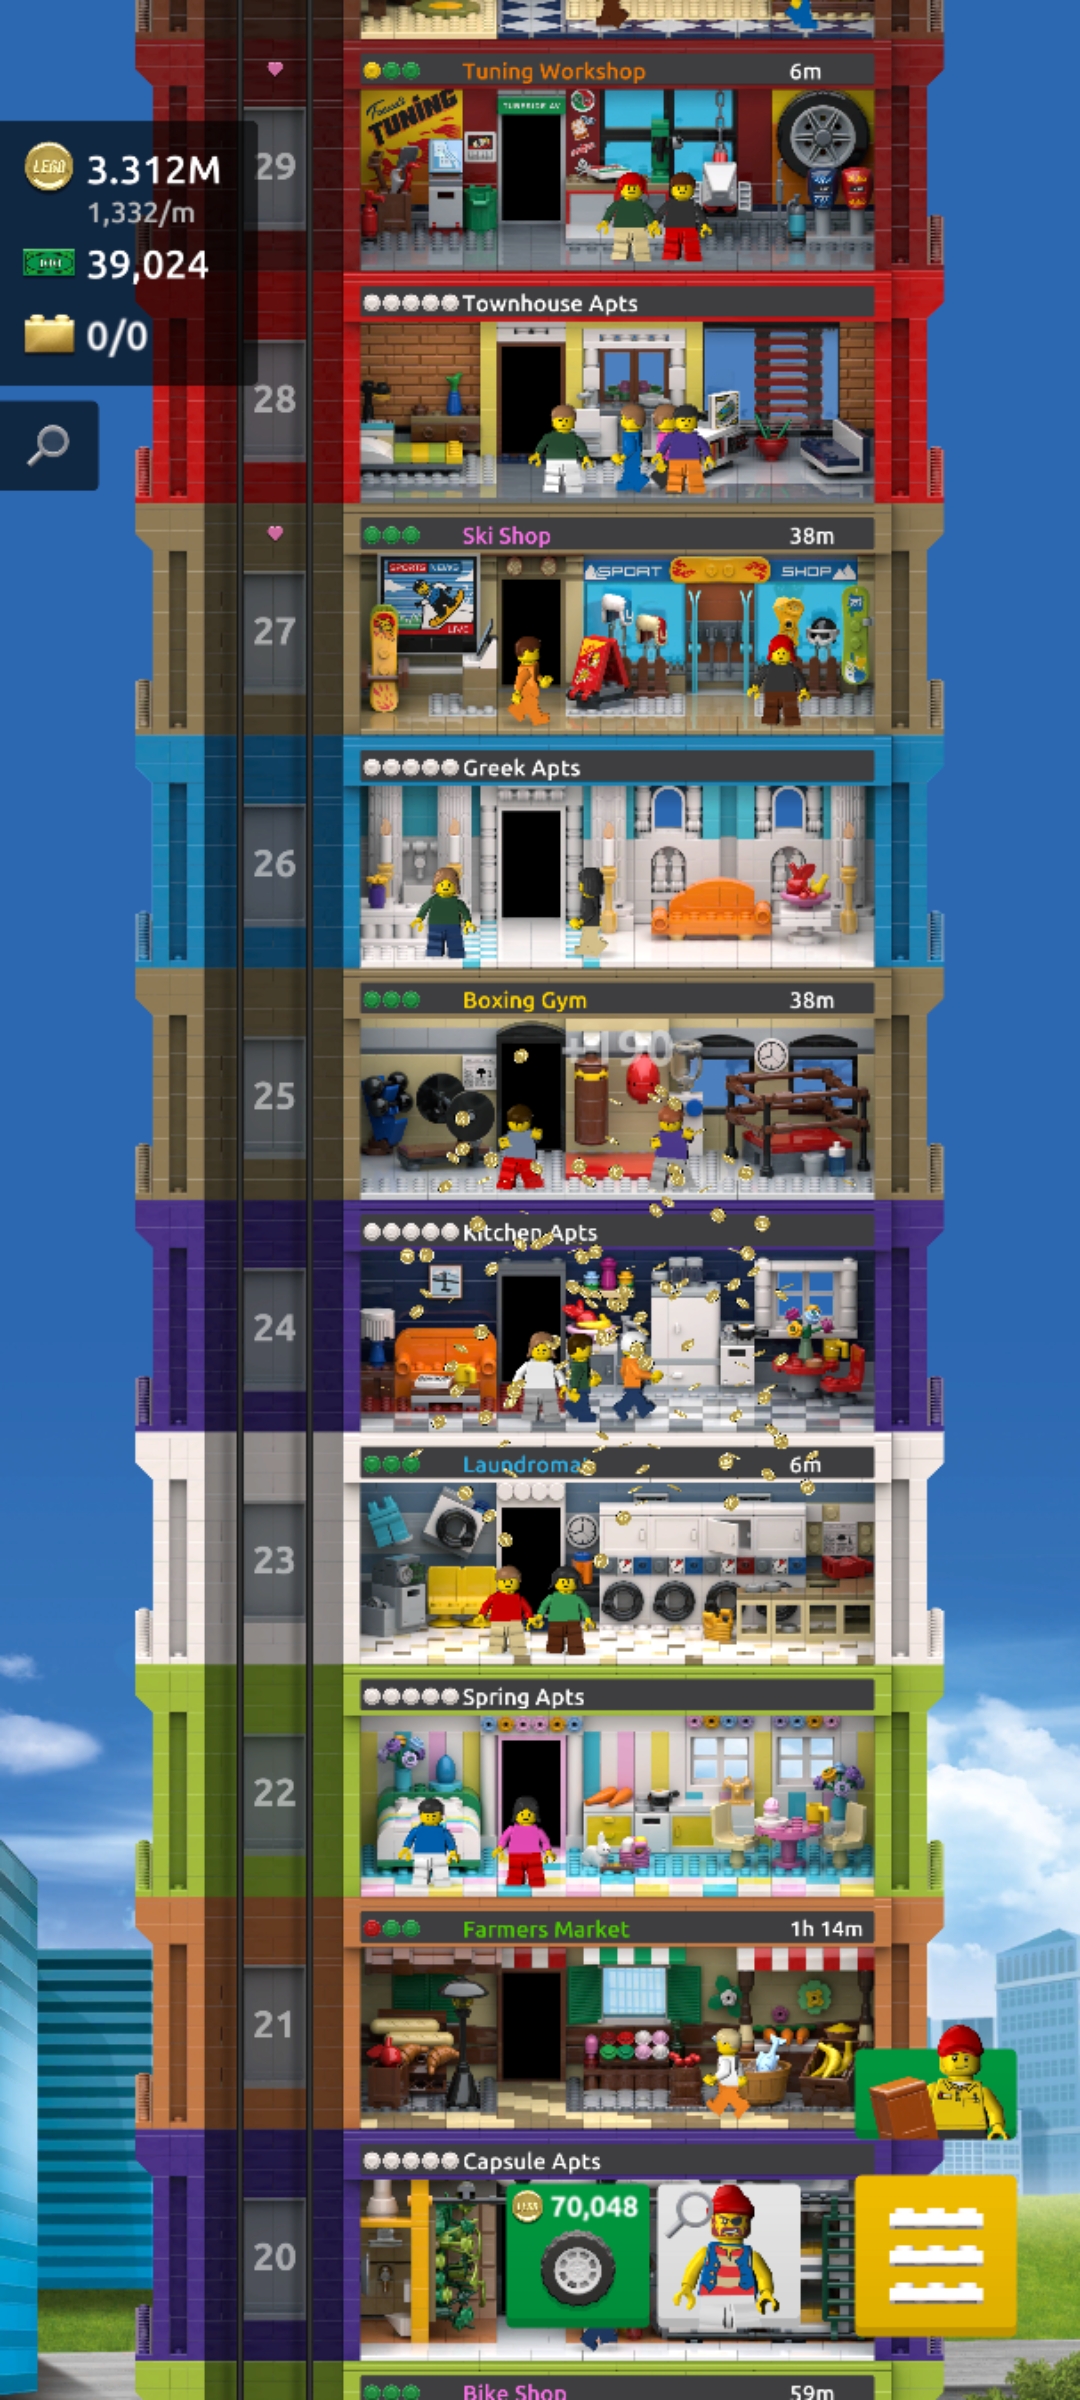 Tuning Workshop 6m
TUNING
29
LEGO 3.312M
1,332/m
39,024
0/0
Townhouse Apts
28
Ski Shop 38m
SPORTS NEWS
LIVE
SPORT SHOP
27
Greek Apts
26
Boxing Gym 38m
+190
25
Kitchen Apts
24
Laundromat 6m
23
Spring Apts
22
Farmers Market 1h 14m
21
Capsule Apts
70,048
20
Bike Shop 59m